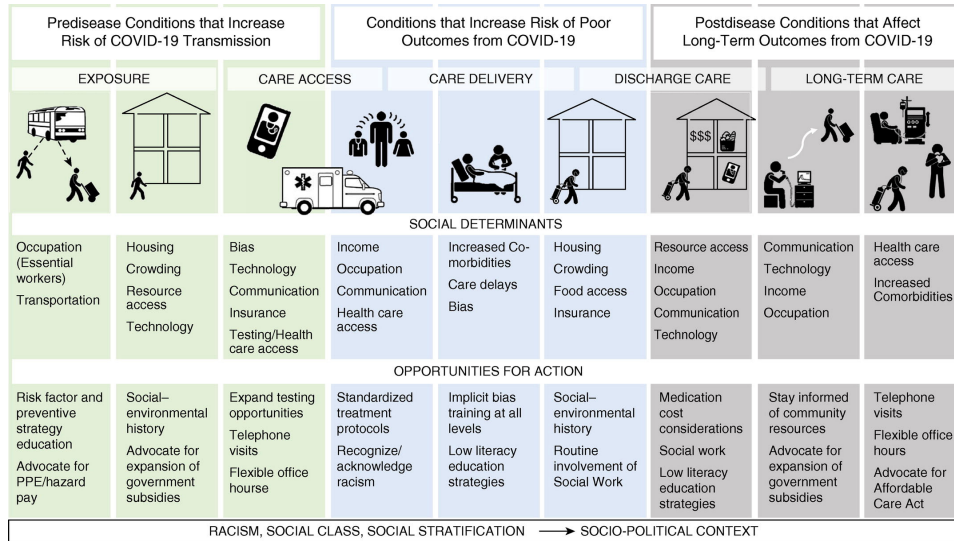 Predisease Conditions that Increase
Risk of COVID-19 Transmission
Conditions that Increase Risk of Poor
Outcomes from COVID-19
Postdisease Conditions that Affect
Long-Term Outcomes from COVID-19
EXPOSURE
CARE ACCESS
CARE DELIVERY
DISCHARGE CARE
LONG-TERM CARE
$$$
SOCIAL DETERMINANTS
Occupation
(Essential
workers)
Transportation
Housing
Crowding
Resource
access
Technology
Bias
Technology
Communication
Insurance
Testing/Health
care access
Income
Occupation
Communication
Health care
access
Increased Co-
morbidities
Care delays
Bias
Housing
Crowding
Food access
Insurance
Resource access
Income
Occupation
Communication
Technology
Communication
Technology
Income
Occupation
Health care
access
Increased
Comorbidities
OPPORTUNITIES FOR ACTION
Risk factor and
preventive
strategy
education
Advocate for
PPE/hazard
pay
Social–
environmental
history
Advocate for
expansion of
government
subsidies
Expand testing
opportunities
Telephone
visits
Flexible office
hourse
Standardized
treatment
protocols
Recognize/
acknowledge
racism
Implicit bias
training at all
levels
Low literacy
education
strategies
Social–
environmental
history
Routine
involvement of
Social Work
Medication
cost
considerations
Social work
Low literacy
education
strategies
Stay informed
of community
resources
Advocate for
expansion of
government
subsidies
Telephone
visits
Flexible office
hours
Advocate for
Affordable
Care Act
RACISM, SOCIAL CLASS, SOCIAL STRATIFICATION → SOCIO-POLITICAL CONTEXT